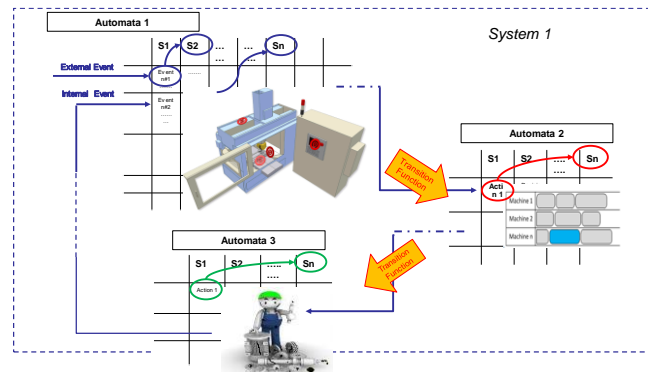 Automata 1
System 1
S1 S2 ... Sn
...
External Event
Event
n#1
.......
......
Internal Event
Event
n#2
......
...
Transition
Function
Automata 2
S1 S2 .... Sn
....
Acti
n 1
Machine 1
Machine 2
Machine n
Transition
Function
Automata 3
S1 S2 ..... Sn
....
Action 1